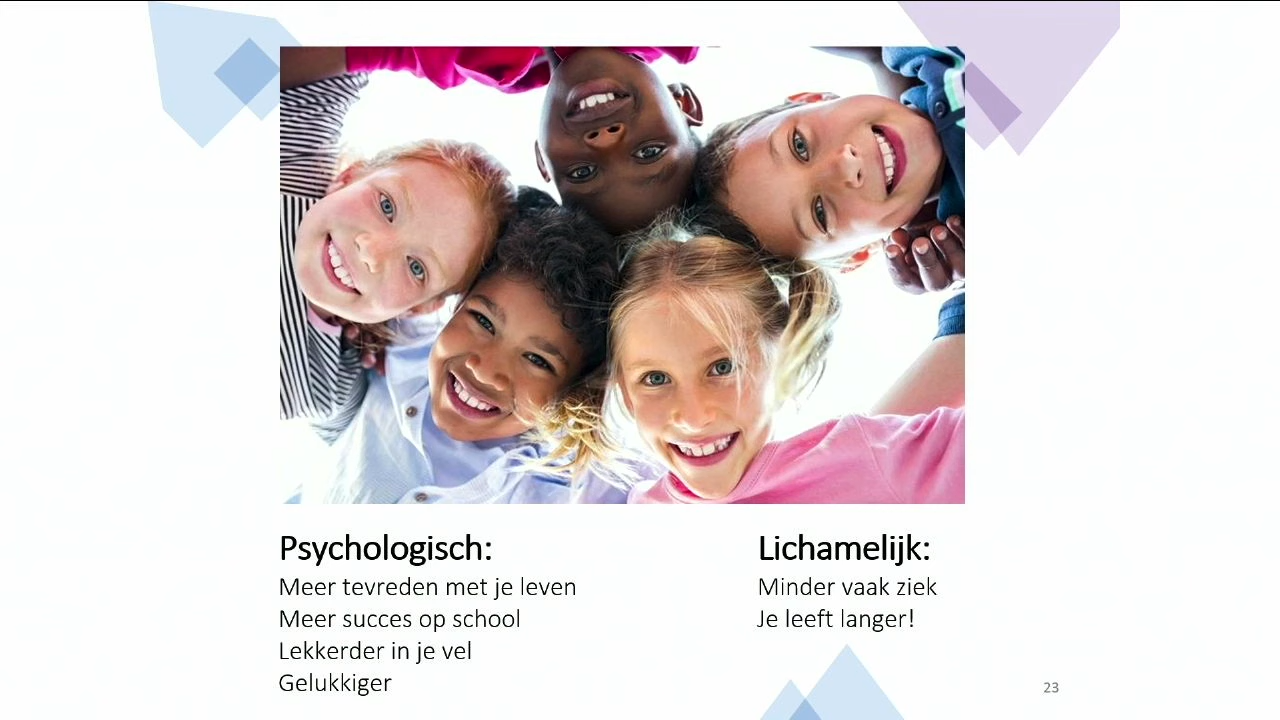 Psychologisch:
Meer tevreden met je leven
Meer succes op school
Lekkerder in je vel
Gelukkiger
Lichamelijk:
Minder vaak ziek
Je leeft langer!
23